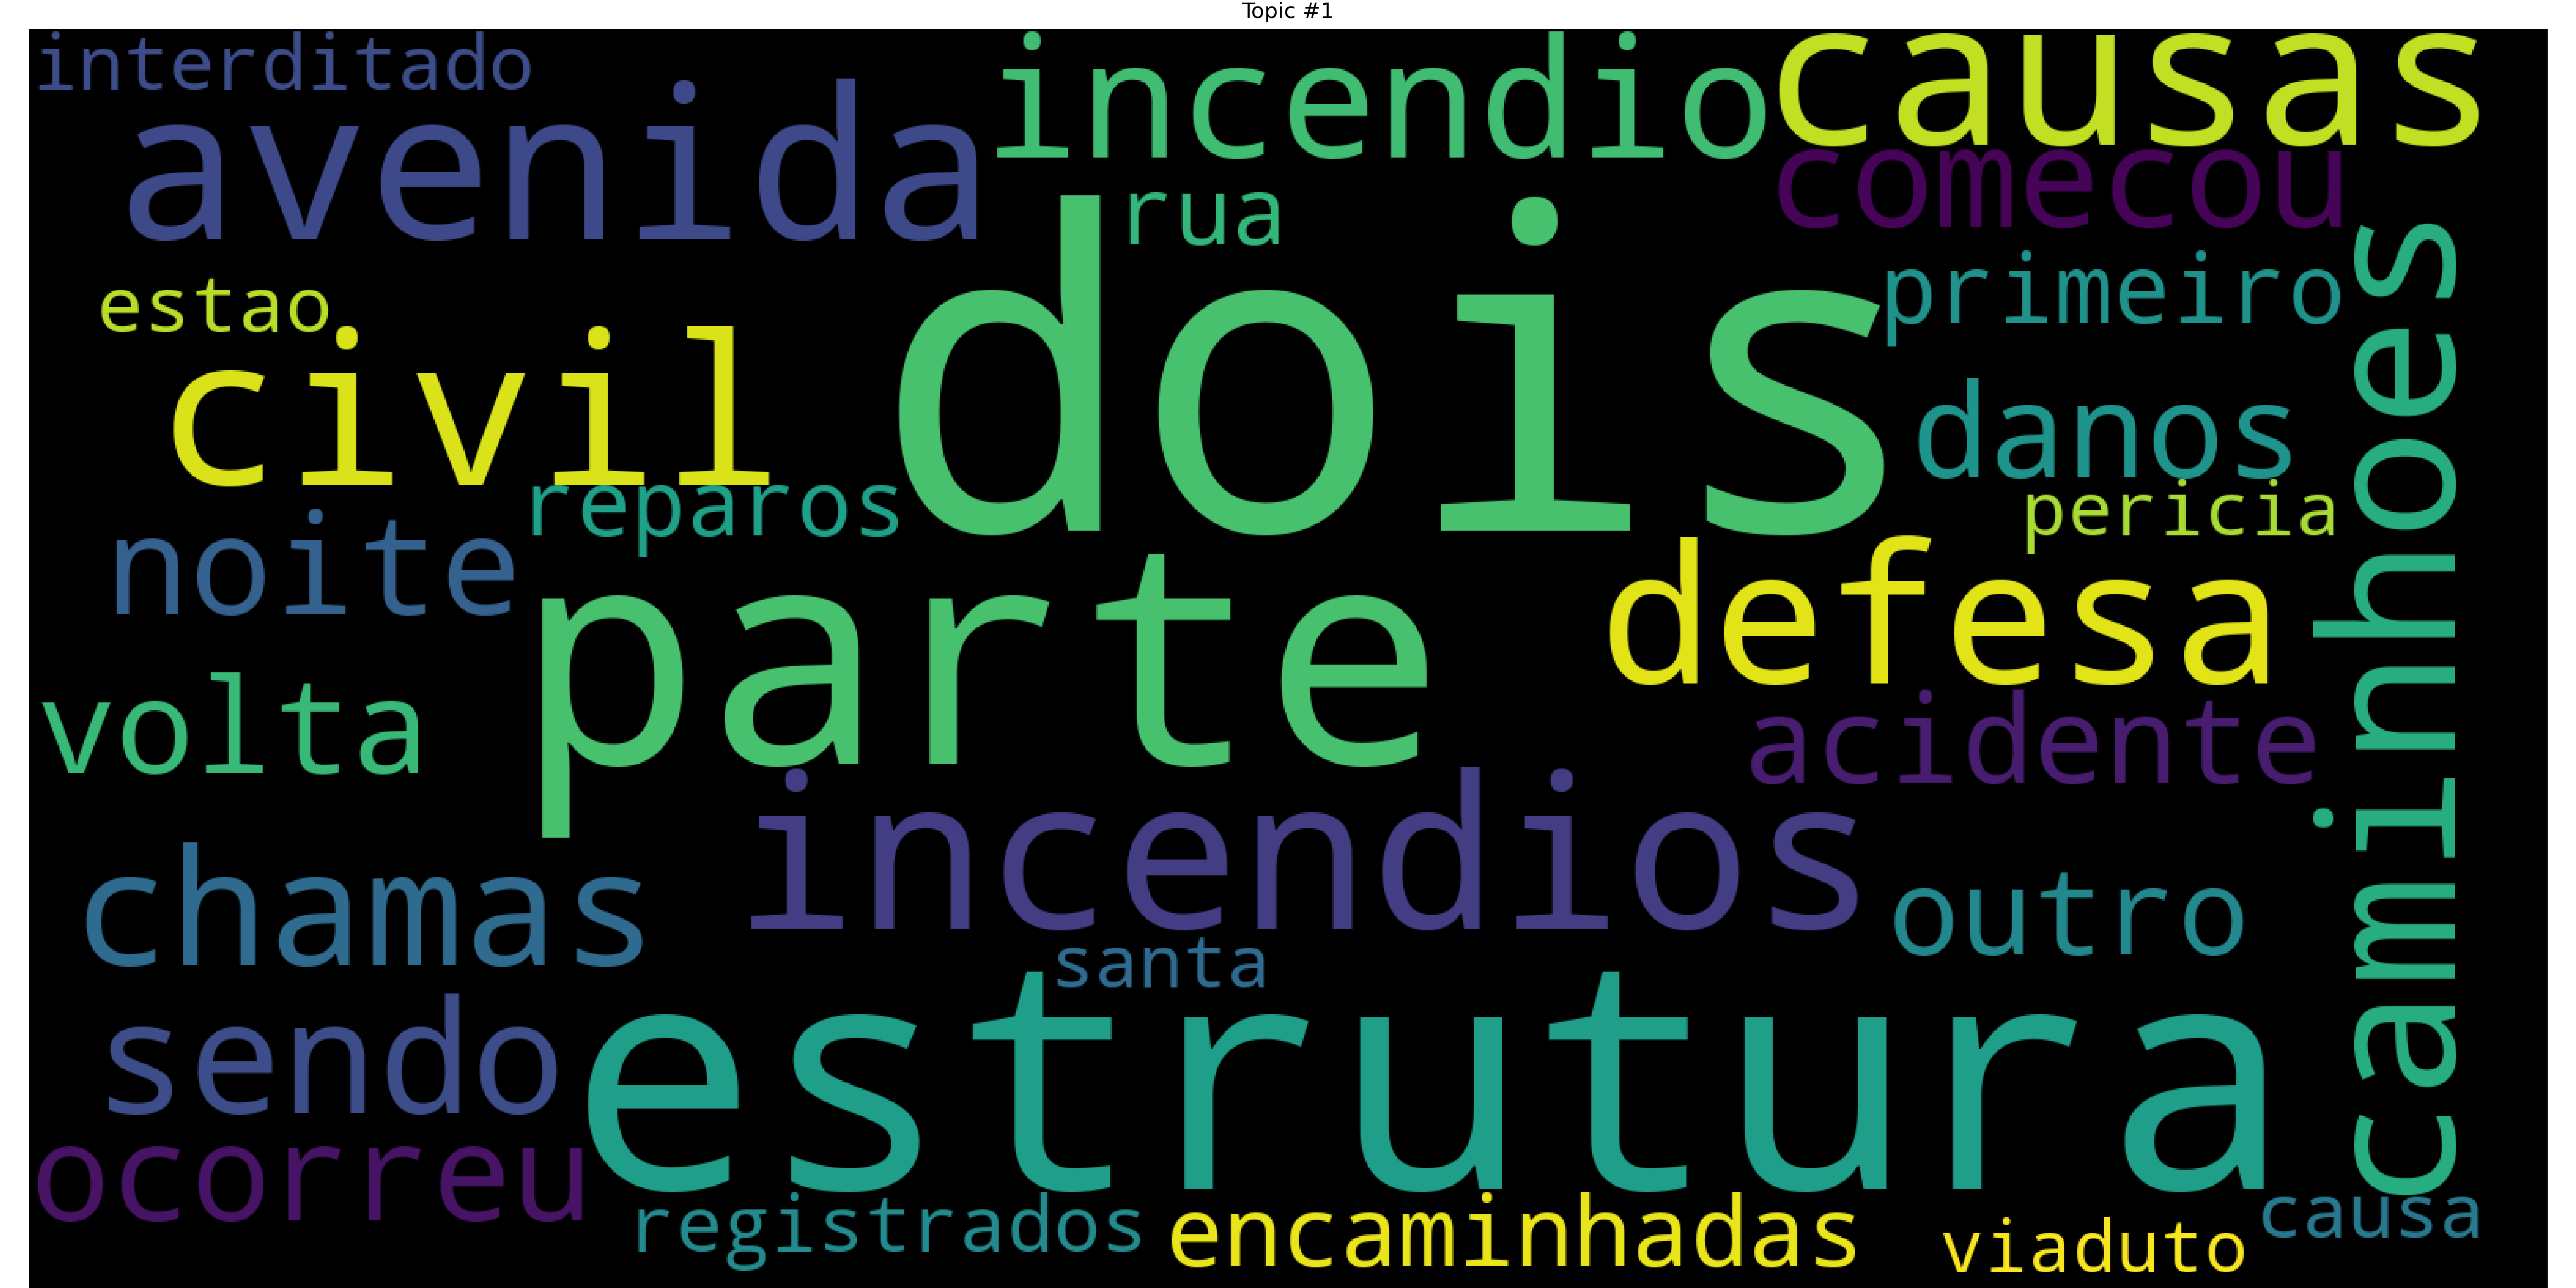 Topic #1
interditado
incendio
causas
avenida
comecou
rua
estao
primeiro
dois
civil
danos
caminhoes
reparos
pericia
noite
defesa
parte
volta
acidente
incendios
chamas
outro
santa
sendo
estrutura
ocorreu
registrados
encaminhadas
viaduto
causa